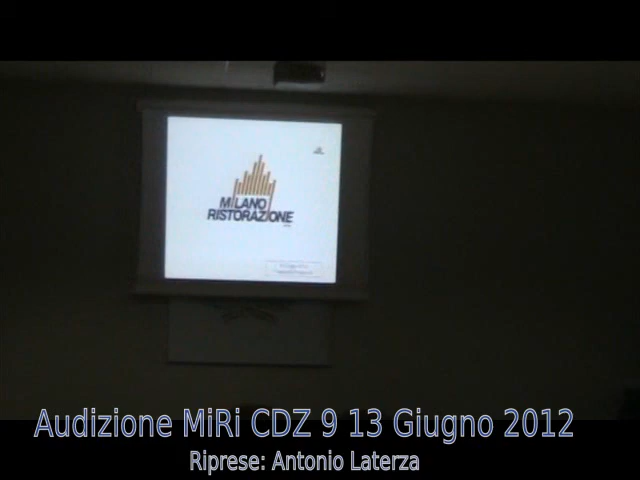 MILANO
RISTORAZIONE
Audizione MiRi CDZ 9 13 Giugno 2012
Riprese: Antonio Laterza